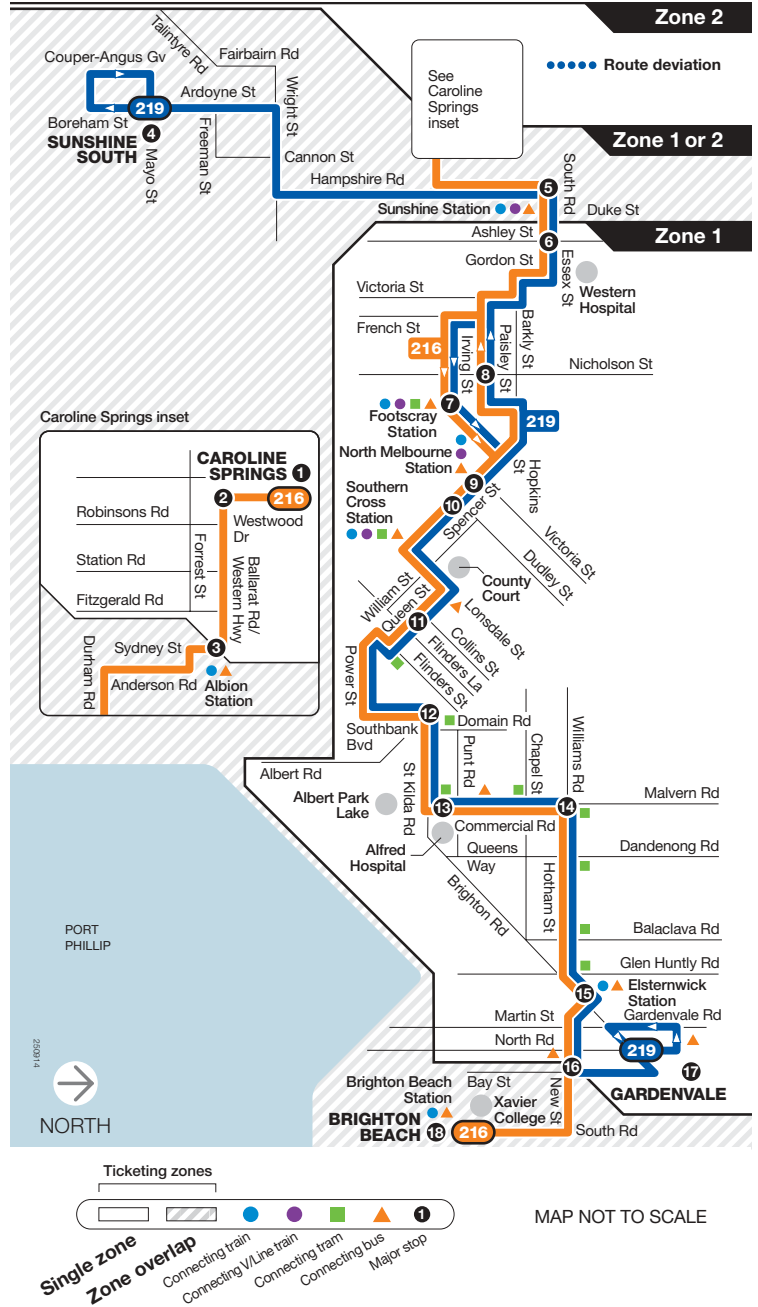 Zone 2
Talintyre Rd
Fairbairn Rd
Couper-Angus Gv
Route deviation
See
Caroline
Springs
inset
Ardoyne St
Wright St
219
Boreham St
4
SUNSHINE
SOUTH
Mayo St
Freeman St
Cannon St
Zone 1 or 2
Hampshire Rd
South Rd
5
Sunshine Station
Duke St
Ashley St
Zone 1
6
Gordon St
Essex St
Western
Hospital
Victoria St
French St
216
Irving St
Paisley St
Barkly St
Nicholson St
8
7
Footscray
Station
219
North Melbourne
Station
Hopkins St
9
Southern
Cross
Station
10
Spencer St
Victoria St
Dudley St
Caroline Springs inset
CAROLINE
SPRINGS 1
2
216
Robinsons Rd
Westwood
Dr
Station Rd
Forrest St
Ballarat Rd/
Western Hwy
Fitzgerald Rd
Sydney St
3
Durham Rd
Anderson Rd
Albion
Station
County
Court
William St
Queen St
Lonsdale St
11
Collins St
Flinders La
Flinders St
Power St
12
Southbank
Blvd
Domain Rd
Albert Rd
St Kilda Rd
Punt Rd
Chapel St
Williams Rd
Malvern Rd
Albert Park
Lake
13
14
Commercial Rd
Alfred
Hospital
Queens
Way
Dandenong Rd
Hotham St
Brighton Rd
Balaclava Rd
Glen Huntly Rd
PORT
PHILLIP
15
Elsternwick
Station
Martin St
Gardenvale Rd
North Rd
219
16
17
GARDENVALE
250914
NORTH
Brighton Beach
Station
Bay St
Xavier
College
New St
BRIGHTON
BEACH 18
216
South Rd
Ticketing zones
1
Single zone
Zone overlap
Connecting train
Connecting V/Line train
Connecting tram
Connecting bus
Major stop
MAP NOT TO SCALE